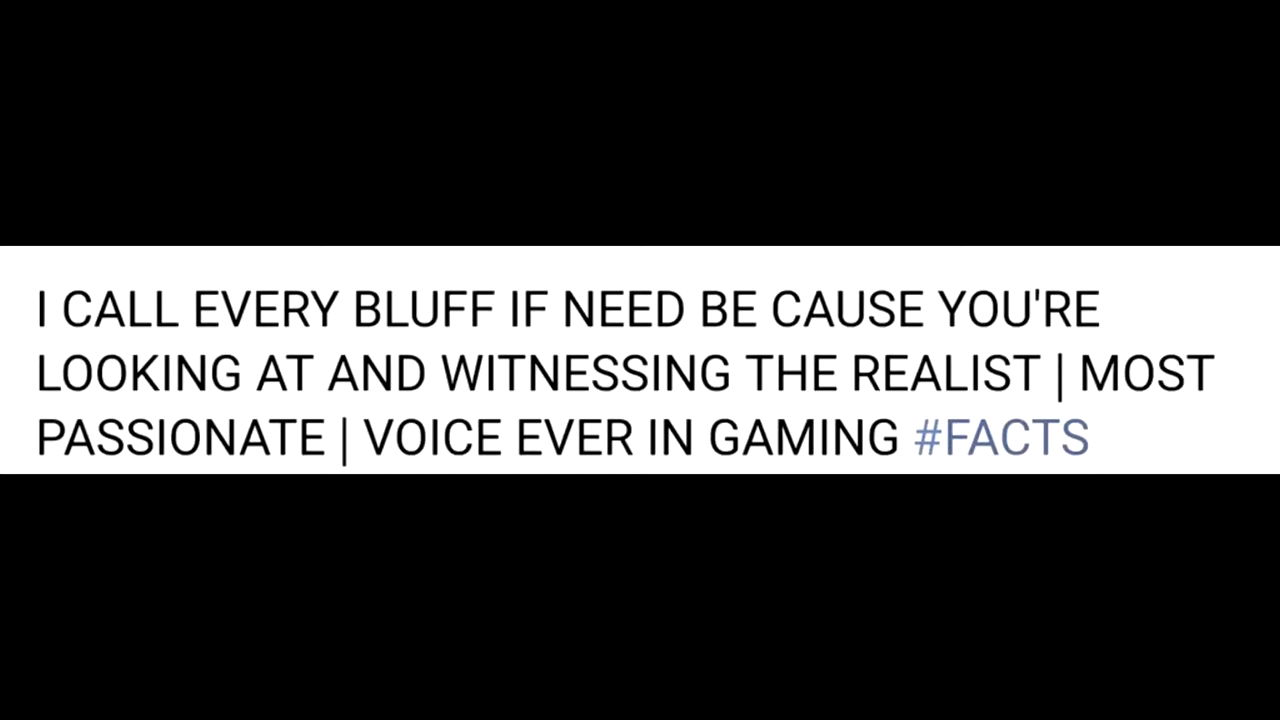 I CALL EVERY BLUFF IF NEED BE CAUSE YOU'RE
LOOKING AT AND WITNESSING THE REALIST | MOST
PASSIONATE | VOICE EVER IN GAMING #FACTS